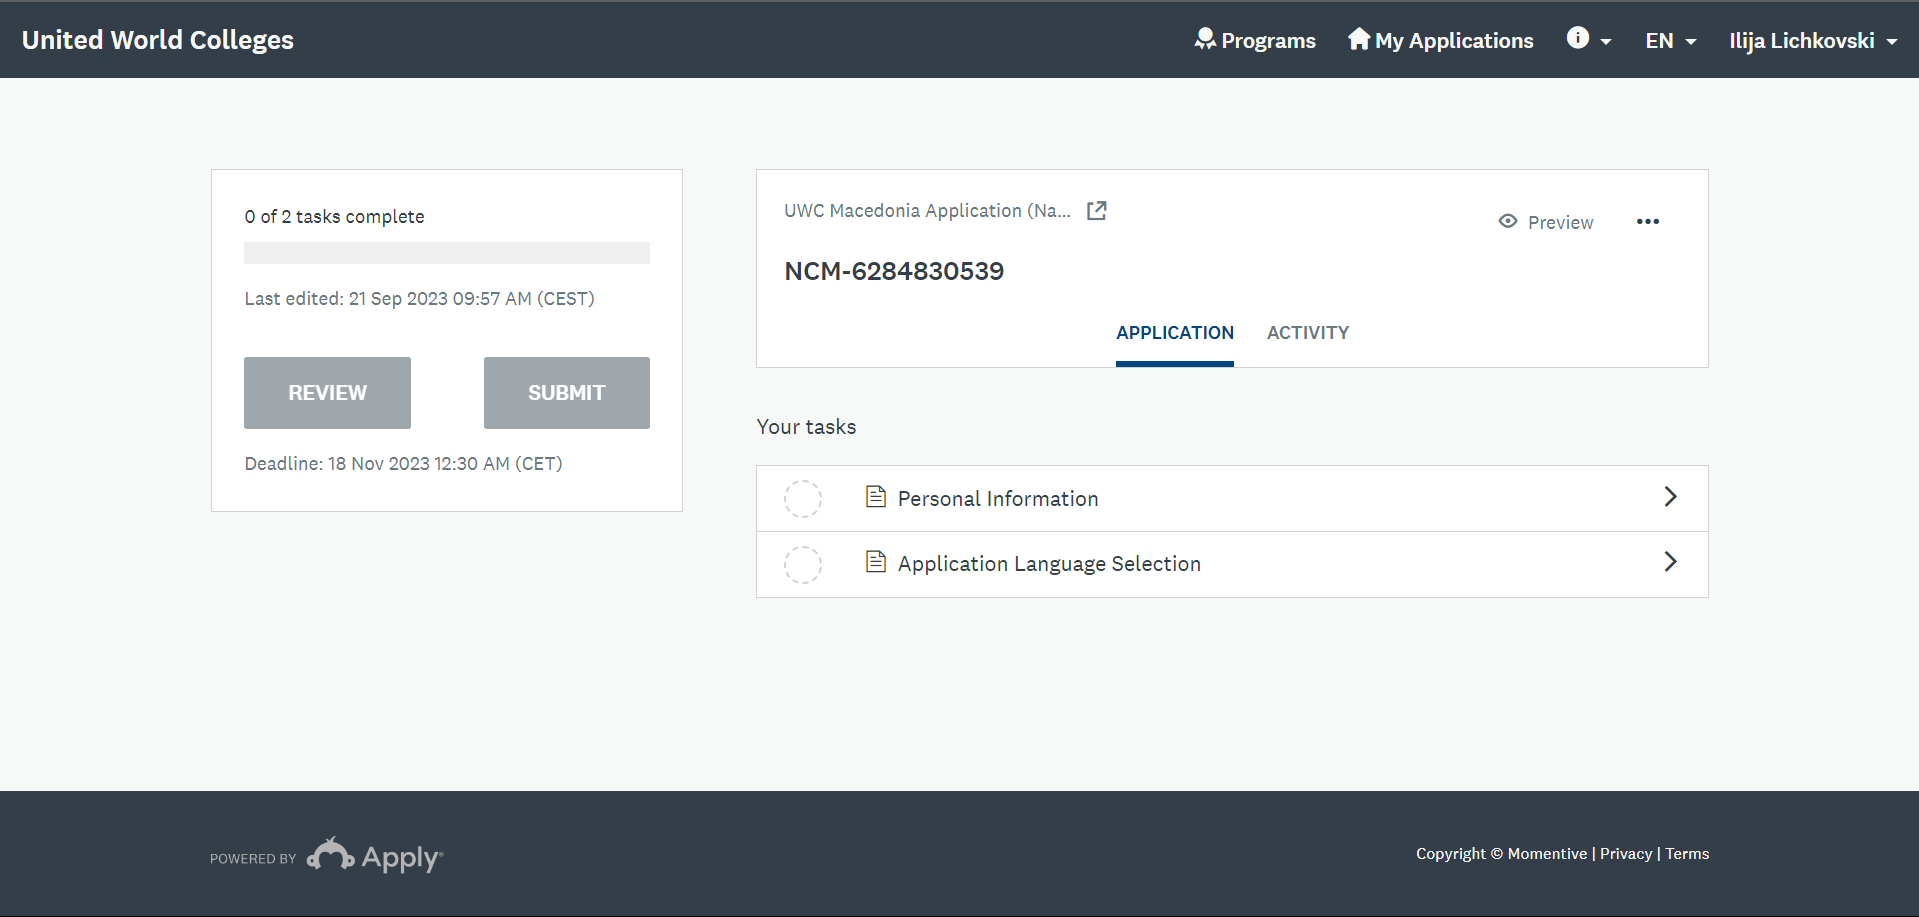 United World Colleges
Programs
My Applications
EN
Ilija Lichkovski
0 of 2 tasks complete
Last edited: 21 Sep 2023 09:57 AM (CEST)
REVIEW
SUBMIT
Deadline: 18 Nov 2023 12:30 AM (CET)
UWC Macedonia Application (Na...
Preview
NCM-6284830539
APPLICATION
ACTIVITY
Your tasks
Personal Information
Application Language Selection
POWERED BY Apply
Copyright © Momentive | Privacy | Terms